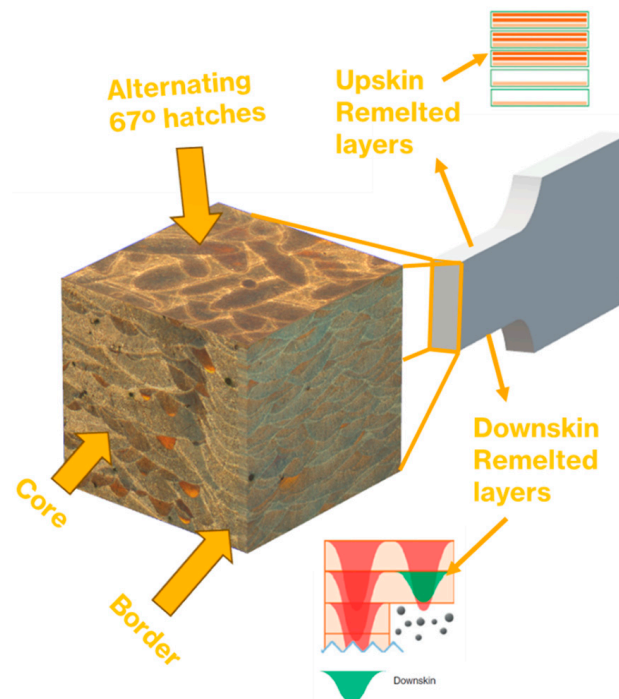 Alternating
67º hatches
Upskin
Remelted
layers
Downskin
Remelted
layers
Core
Border
Downskin